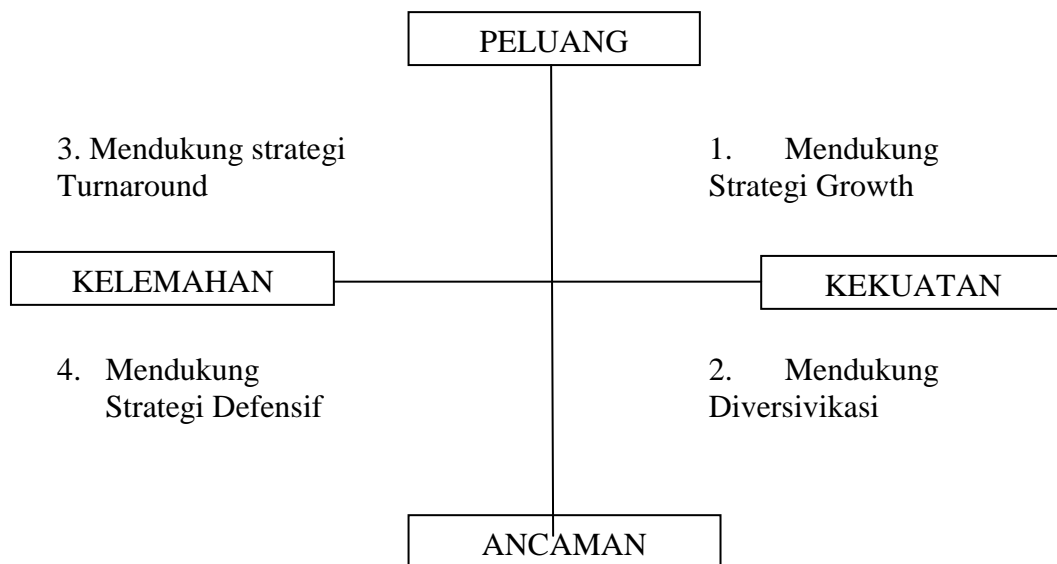 PELUANG
3. Mendukung strategi
Turnaround
1. Mendukung
Strategi Growth
KELEMAHAN
KEKUATAN
4. Mendukung
Strategi Defensif
2. Mendukung
Diversivikasi
ANCAMAN